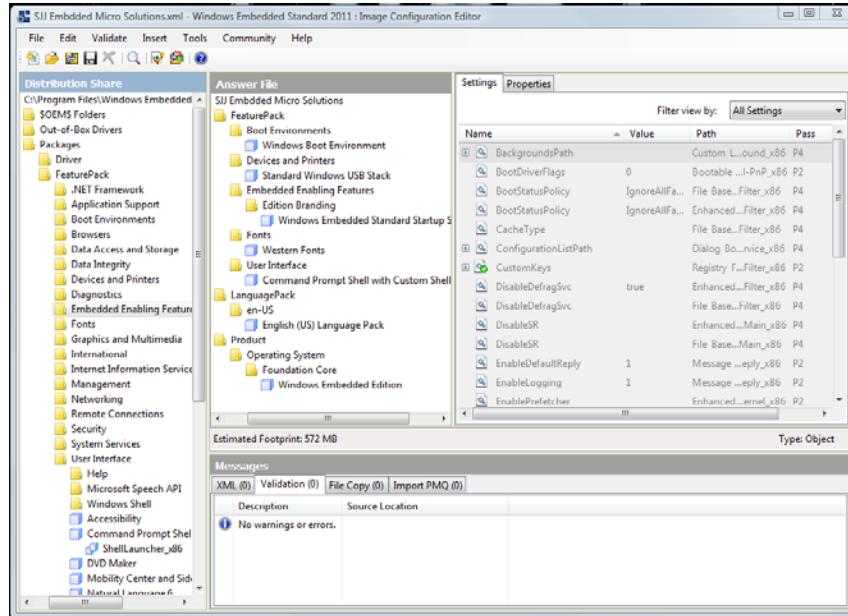 SJJ Embdded Micro Solutions.xml - Windows Embedded Standard 2011 : Image Configuration Editor
File Edit Validate Insert Tools Community Help
Distribution Share
C:\Program Files\Windows Embedded
$OEM$ Folders
Out-of-Box Drivers
Packages
Driver
FeaturePack
.NET Framework
Application Support
Boot Environments
Browsers
Data Access and Storage
Data Integrity
Devices and Printers
Diagnostics
Embedded Enabling Feature
Fonts
Graphics and Multimedia
International
Internet Information Service
Management
Networking
Remote Connections
Security
System Services
User Interface
Help
Microsoft Speech API
Windows Shell
Accessibility
Command Prompt Shel
ShellLauncher_x86
DVD Maker
Mobility Center and Side
Natural Language 6
Answer File
SJJ Embdded Micro Solutions
FeaturePack
Boot Environments
Windows Boot Environment
Devices and Printers
Standard Windows USB Stack
Embedded Enabling Features
Edition Branding
Windows Embedded Standard Startup S
Fonts
Western Fonts
User Interface
Command Prompt Shell with Custom Shell
LanguagePack
en-US
English (US) Language Pack
Product
Operating System
Foundation Core
Windows Embedded Edition
Settings Properties
Filter view by: All Settings
Name Value Path Pass
BackgroundsPath Custom L...ound_x86 P4
BootDriverFlags 0 Bootable ...I-PnP_x86 P2
BootStatusPolicy IgnoreAllFa... File Base...Filter_x86 P4
BootStatusPolicy IgnoreAllFa... Enhanced...Filter_x86 P4
CacheType File Base...Filter_x86 P4
ConfigurationListPath Dialog Bo...rvice_x86 P4
CustomKeys Registry F...Filter_x86 P2
DisableDefragSvc true Enhanced...Filter_x86 P4
DisableDefragSvc File Base...Filter_x86 P4
DisableSR Enhanced...Main_x86 P4
DisableSR File Base...Main_x86 P4
EnableDefaultReply 1 Message ...eply_x86 P2
EnableLogging 1 Message ...eply_x86 P2
EnablePrefetcher Enhanced...ernel_x86 P2
Estimated Footprint: 572 MB Type: Object
Messages
XML (0) Validation (0) File Copy (0) Import PMQ (0)
Description Source Location
No warnings or errors.